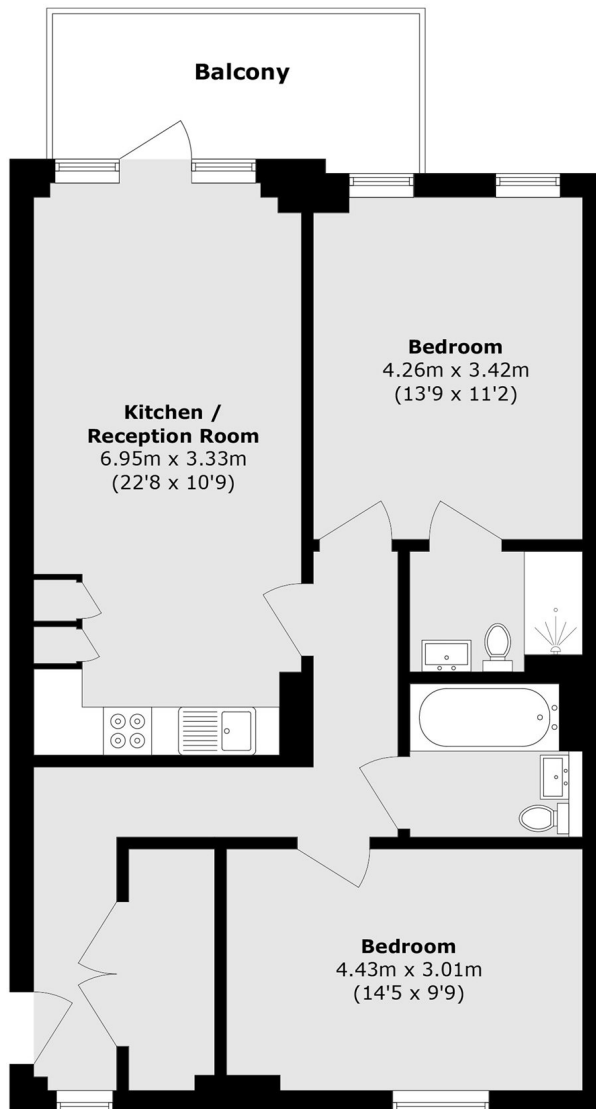 Balcony
Bedroom
4.26m x 3.42m
(13'9 x 11'2)
Kitchen /
Reception Room
6.95m x 3.33m
(22'8 x 10'9)
Bedroom
4.43m x 3.01m
(14'5 x 9'9)